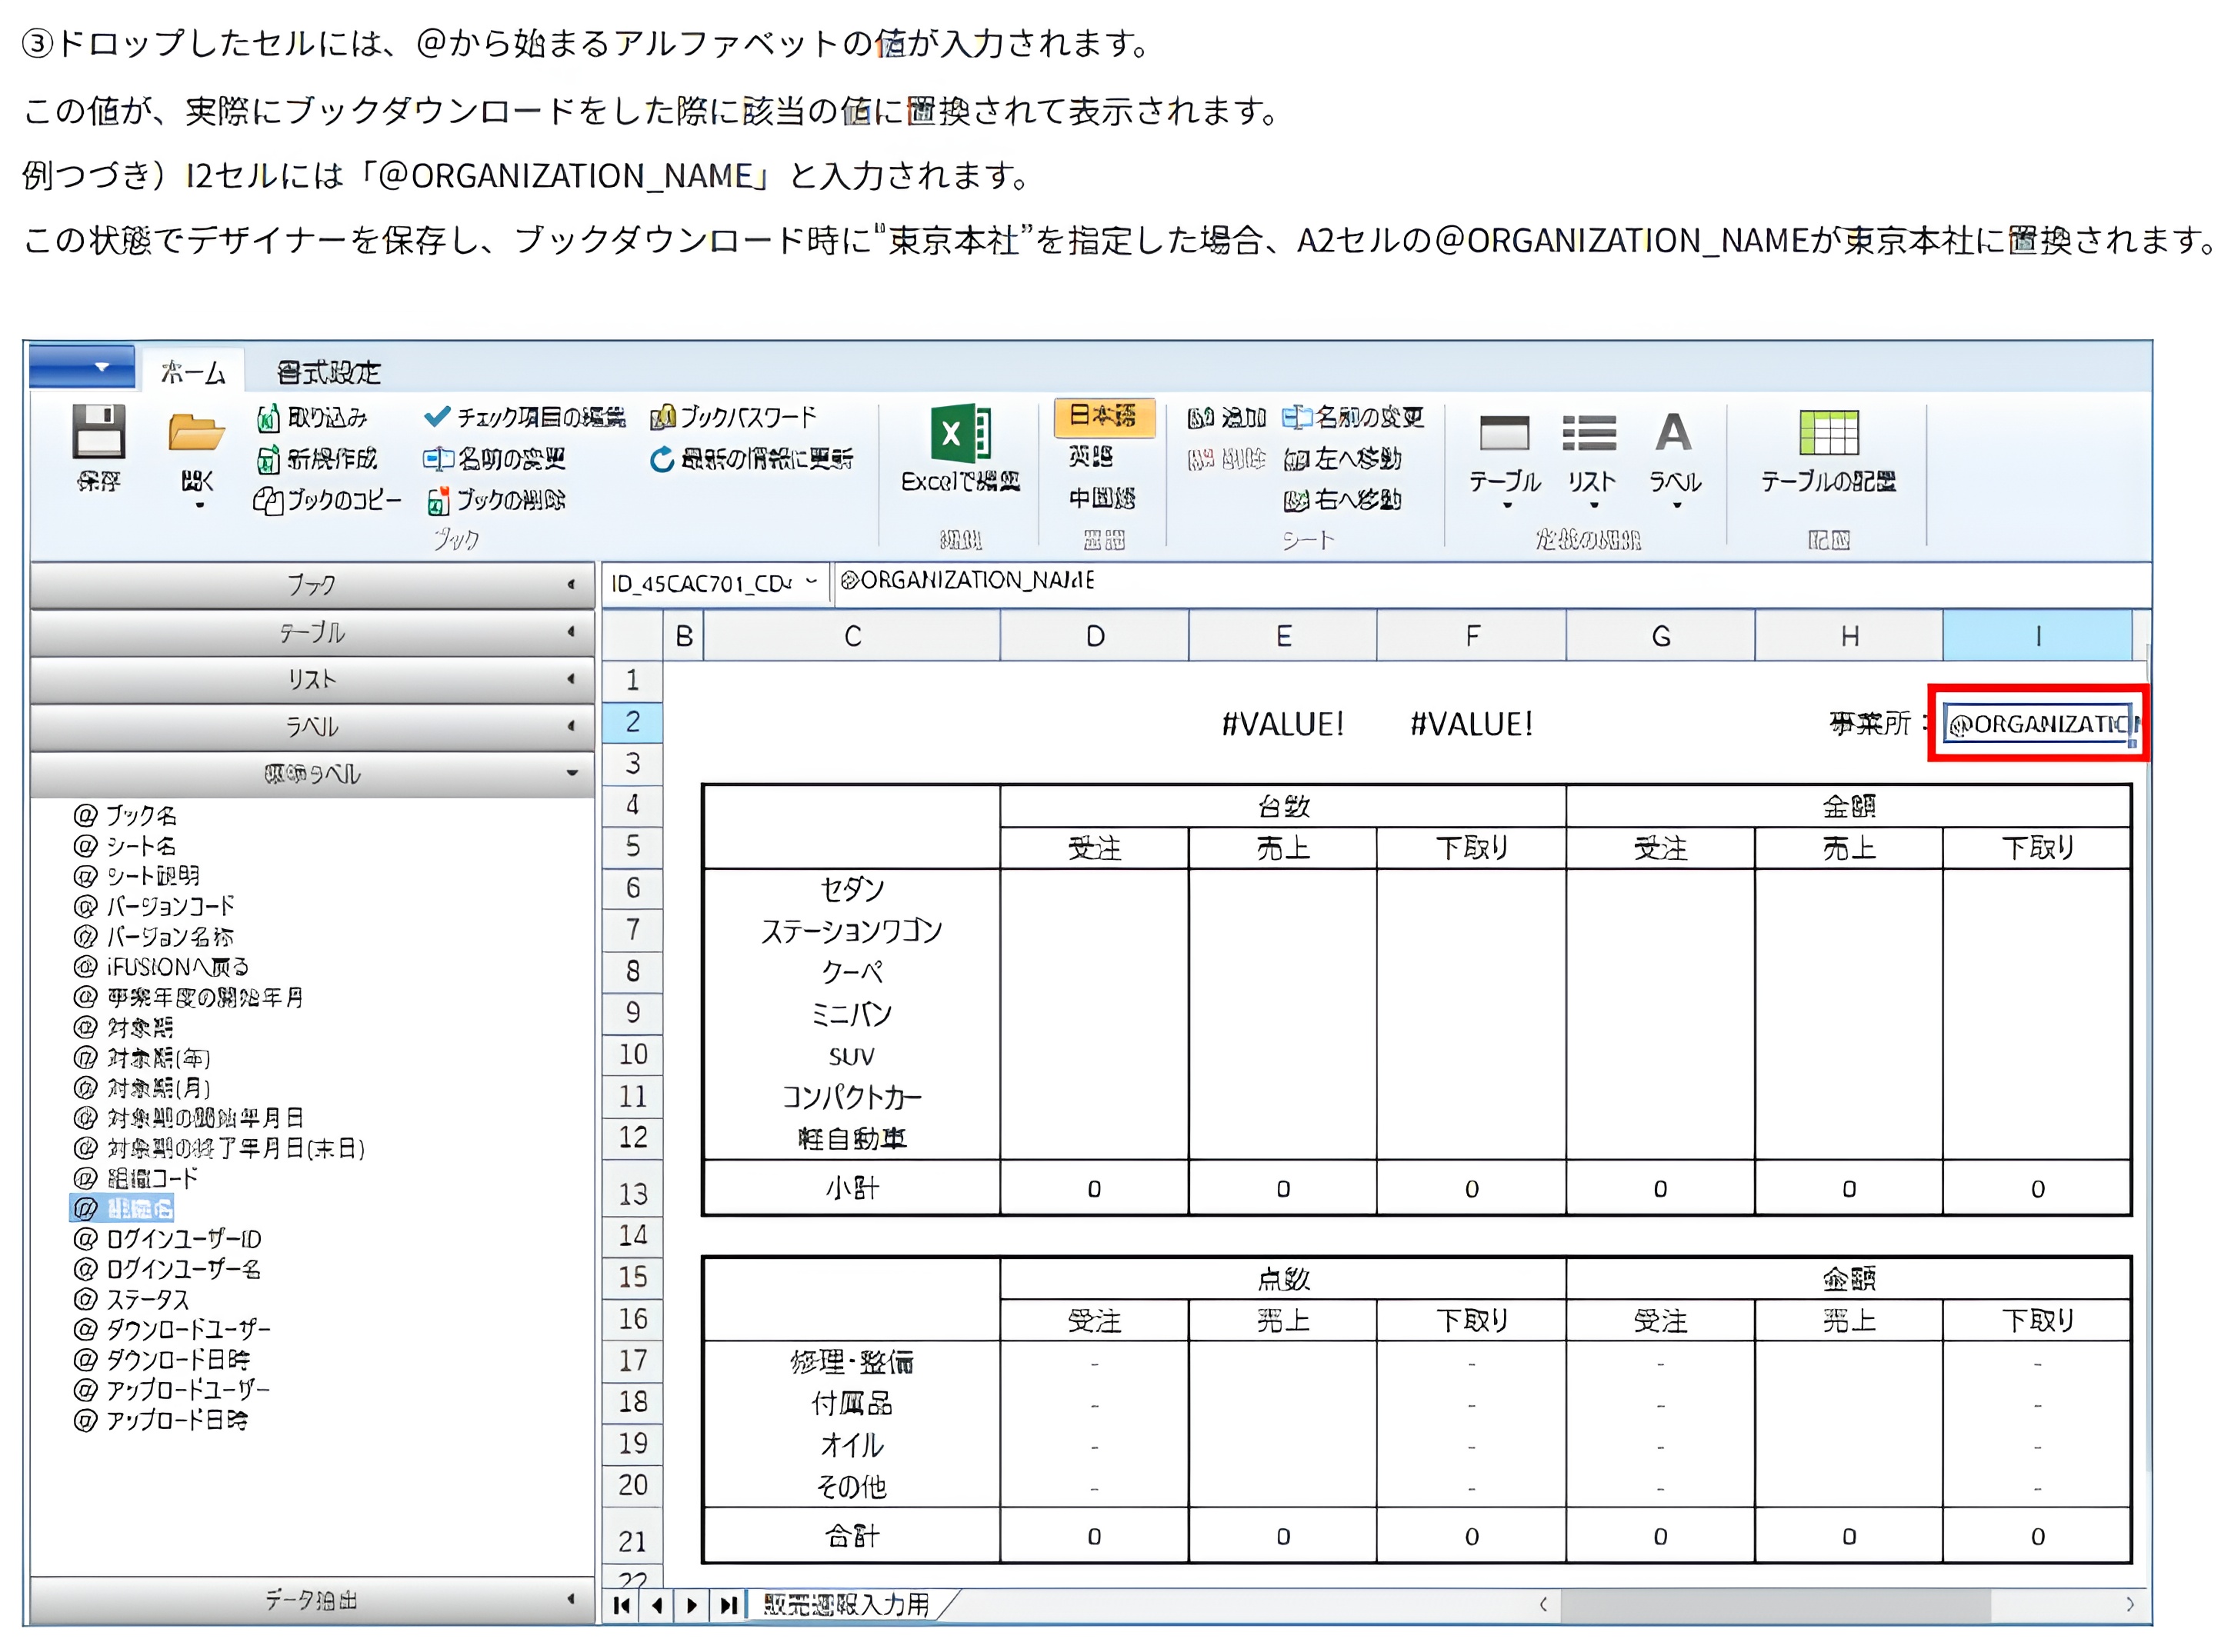 ③ドロップしたセルには、@から始まるアルファベットの値が入力されます。
この値が、実際にブックダウンロードをした際に該当の値に置換されて表示されます。
例つづき）I2セルには「@ORGANIZATION_NAME」と入力されます。
この状態でデザイナーを保存し、ブックダウンロード時に“東京本社”を指定した場合、A2セルの@ORGANIZATION_NAMEが東京本社に置換されます。
ホーム 書式設定
保存 開く 取り込み チェック項目の編集 ブックパスワード
新規作成 名前の変更 最新の情報に更新
ブックのコピー ブックの削除
ブック
Excelで編集
編集
日本語
英語
中国語
言語
追加 名前の変更
削除 左へ移動
右へ移動
シート
テーブル リスト ラベル
テーブルの配置
配置
ブック
テーブル
リスト
ラベル
ラベル
@ ブック名
@ シート名
@ シート説明
@ バージョンコード
@ バージョン名称
@ iFUSIONへ戻る
@ 事業年度の開始年月
@ 対象期
@ 対象期(年)
@ 対象期(月)
@ 対象期の開始年月日
@ 対象期の終了年月日(末日)
@ 組織コード
@ 組織名
@ ログインユーザーID
@ ログインユーザー名
@ ステータス
@ ダウンロードユーザー
@ ダウンロード日時
@ アップロードユーザー
@ アップロード日時
データ抽出
ID_45CAC701_CD @ORGANIZATION_NAME
B C D E F G H I
1
2 #VALUE! #VALUE! 事業所： @ORGANIZATION
3
4 台数 金額
5 受注 売上 下取り 受注 売上 下取り
6 セダン
7 ステーションワゴン
8 クーペ
9 ミニバン
10 SUV
11 コンパクトカー
12 軽自動車
13 小計 0 0 0 0 0 0
14
15 点数 金額
16 受注 売上 下取り 受注 売上 下取り
17 修理・整備 - - - -
18 付属品 - - - -
19 オイル - - - -
20 その他 - - - -
21 合計 0 0 0 0 0 0
22
販売週報入力用